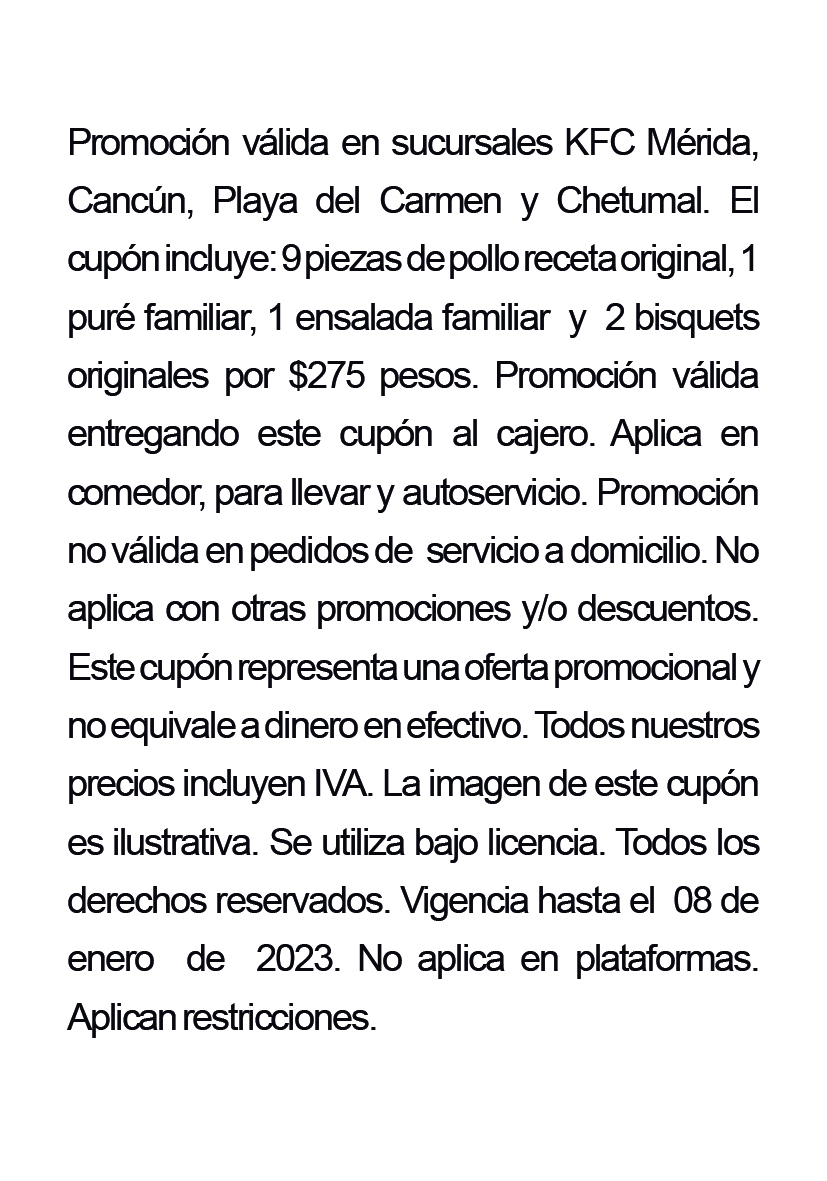 Promoción válida en sucursales KFC Mérida,
Cancún, Playa del Carmen y Chetumal. El
cupón incluye: 9 piezas de pollo receta original, 1
puré familiar, 1 ensalada familiar y 2 bisquets
originales por $275 pesos. Promoción válida
entregando este cupón al cajero. Aplica en
comedor, para llevar y autoservicio. Promoción
no válida en pedidos de servicio a domicilio. No
aplica con otras promociones y/o descuentos.
Este cupón representa una oferta promocional y
no equivale a dinero en efectivo. Todos nuestros
precios incluyen IVA. La imagen de este cupón
es ilustrativa. Se utiliza bajo licencia. Todos los
derechos reservados. Vigencia hasta el 08 de
enero de 2023. No aplica en plataformas.
Aplican restricciones.